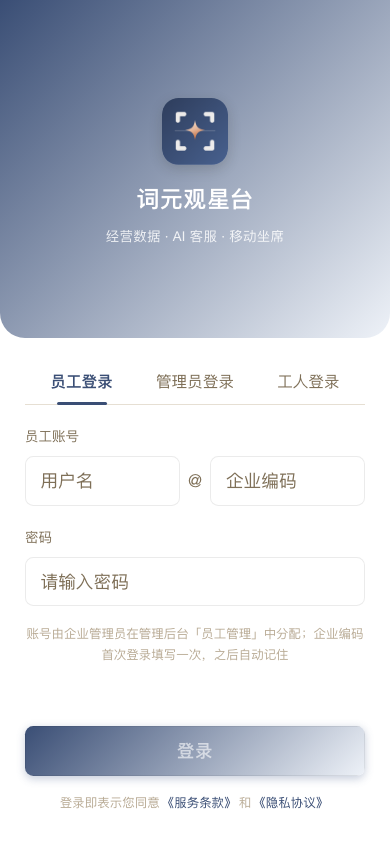 词元观星台
经营数据 · AI 客服 · 移动坐席
员工登录 管理员登录 工人登录
员工账号
用户名 @ 企业编码
密码
请输入密码
账号由企业管理员在管理后台「员工管理」中分配；企业编码
首次登录填写一次，之后自动记住
登录
登录即表示您同意《服务条款》和《隐私协议》